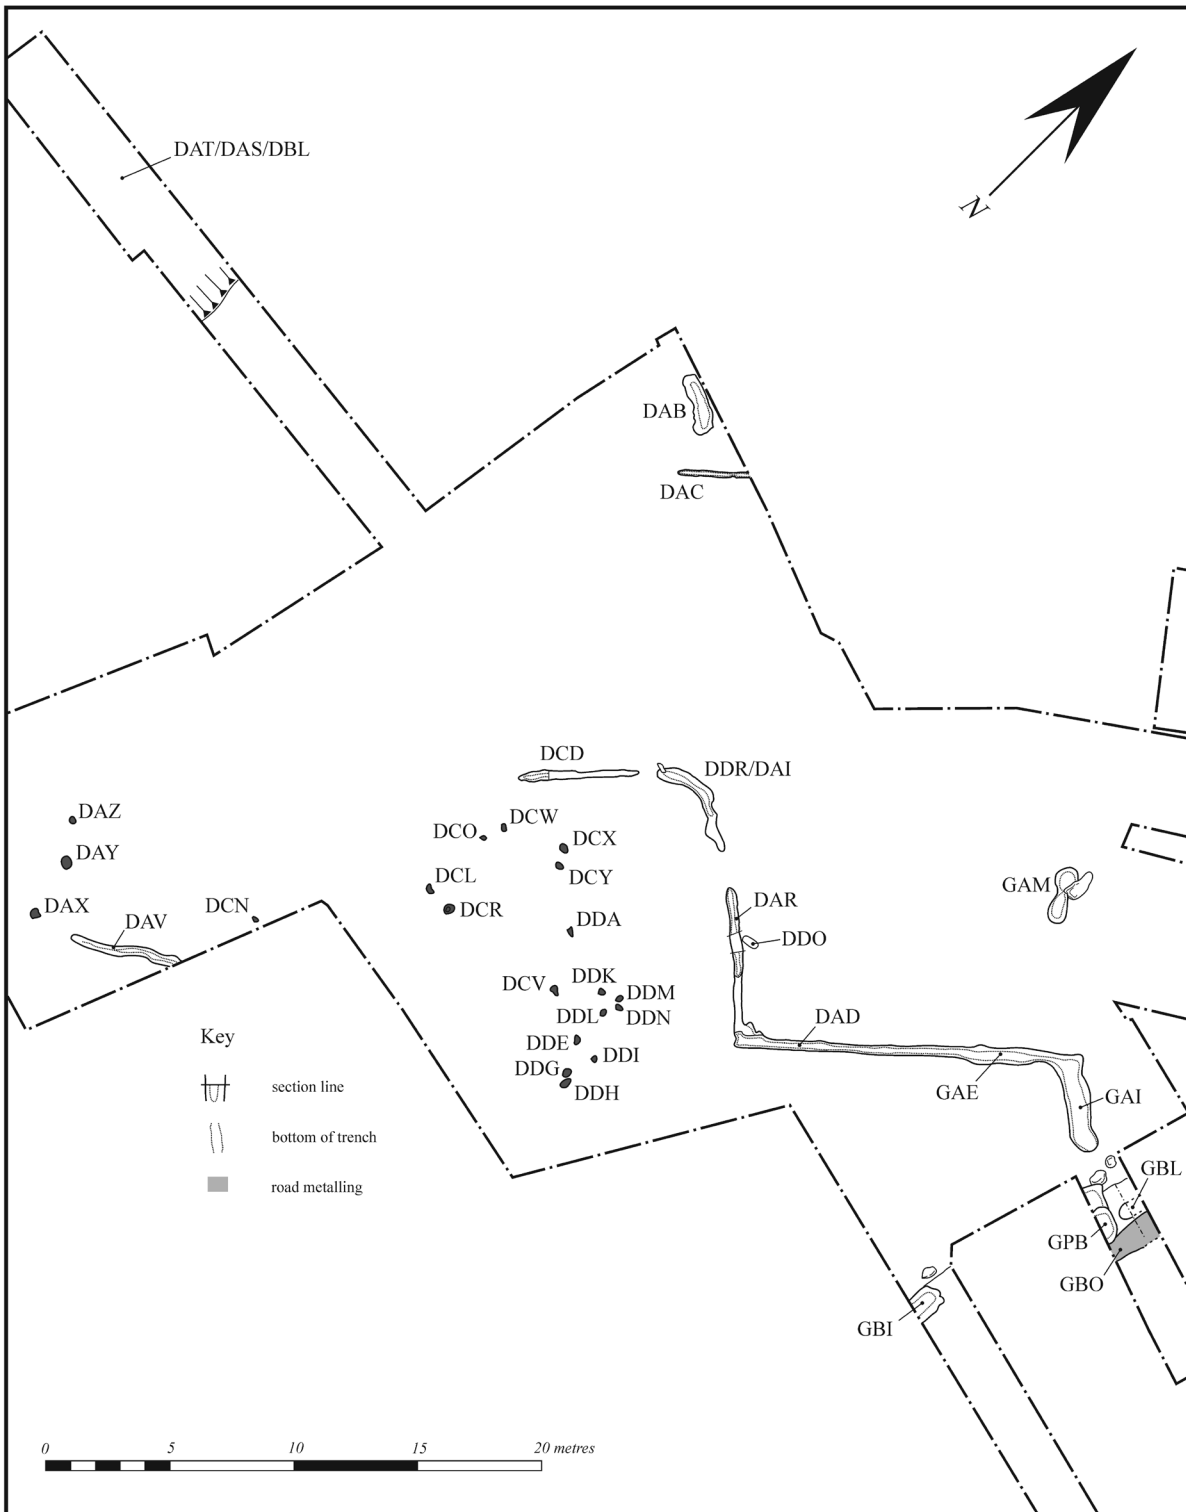 DAT/DAS/DBL
N
DAB
DAC
DCD
DDR/DAI
DAZ
DCW
DCO
DCX
DAY
DCL
DCY
GAM
DAX
DCN
DCR
DAR
DAV
DDA
DDO
DCV
DDK
DDM
DDL
DDN
DAD
Key
DDE
DDI
DDG
GAE
section line
DDH
GAI
bottom of trench
GBL
road metalling
GPB
GBO
GBI
0 5 10 15 20 metres